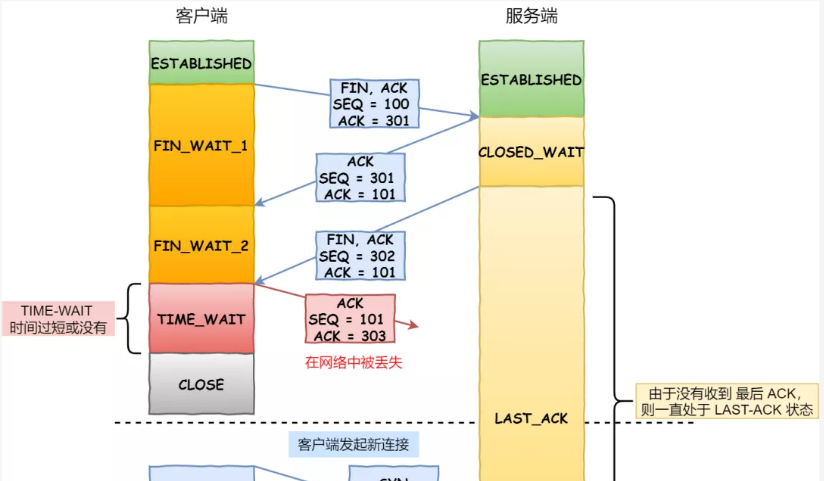 客户端
服务端
ESTABLISHED
ESTABLISHED
FIN, ACK
SEQ = 100
ACK = 301
FIN_WAIT_1
CLOSED_WAIT
ACK
SEQ = 301
ACK = 101
FIN_WAIT_2
FIN, ACK
SEQ = 302
ACK = 101
TIME-WAIT
时间过短或没有
TIME_WAIT
ACK
SEQ = 101
ACK = 303
在网络中被丢失
CLOSE
由于没有收到 最后 ACK，
则一直处于 LAST-ACK 状态
LAST_ACK
客户端发起新连接